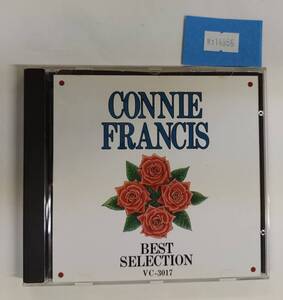 CONNIE
FRANCIS
BEST
SELECTION
VC-3017